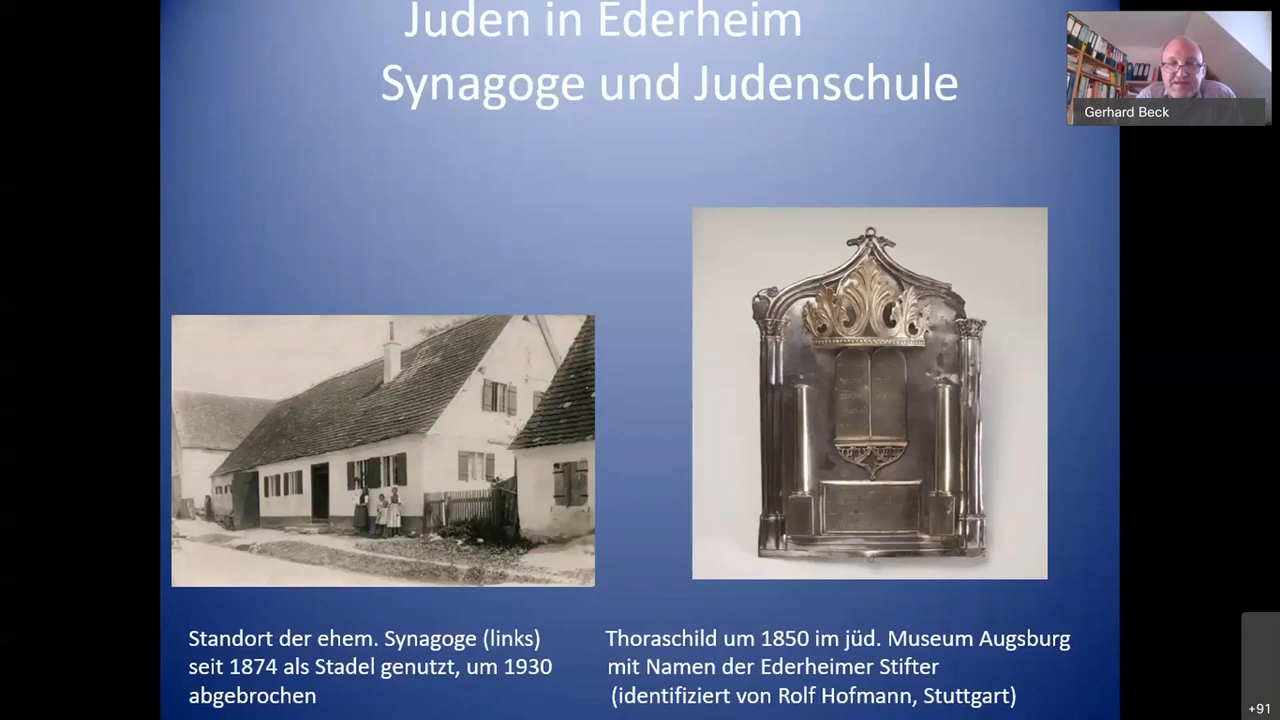 Juden in Ederheim
Synagoge und Judenschule
Gerhard Beck
Standort der ehem. Synagoge (links)
seit 1874 als Stadel genutzt, um 1930
abgebrochen
Thoraschild um 1850 im jüd. Museum Augsburg
mit Namen der Ederheimer Stifter
(identifiziert von Rolf Hofmann, Stuttgart)
+91